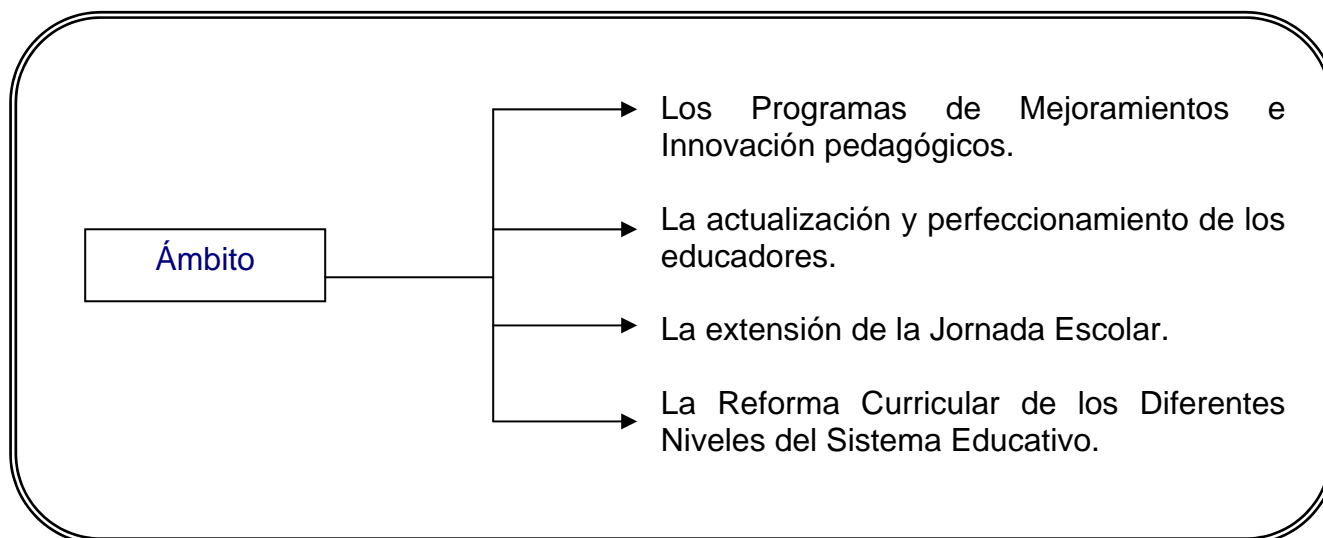 Ámbito
Los Programas de Mejoramientos e
Innovación pedagógicos.
La actualización y perfeccionamiento de los
educadores.
La extensión de la Jornada Escolar.
La Reforma Curricular de los Diferentes
Niveles del Sistema Educativo.